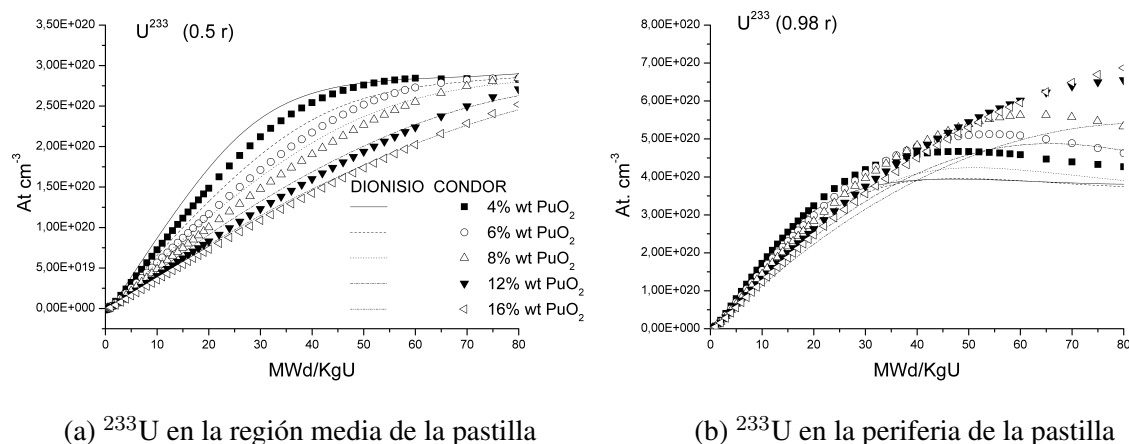 U²³³ (0.5 r)
3,50E+020
3,00E+020
2,50E+020
2,00E+020
1,50E+020
1,00E+020
5,00E+019
0,00E+000
At cm⁻³
0 10 20 30 40 50 60 70 80
MWd/KgU
DIONISIO CONDOR
4% wt PuO₂
6% wt PuO₂
8% wt PuO₂
12% wt PuO₂
16% wt PuO₂
(a) ²³³U en la región media de la pastilla
U²³³ (0.98 r)
8,00E+020
7,00E+020
6,00E+020
5,00E+020
4,00E+020
3,00E+020
2,00E+020
1,00E+020
0,00E+000
At. cm⁻³
0 10 20 30 40 50 60 70 80
MWd/KgU
(b) ²³³U en la periferia de la pastilla